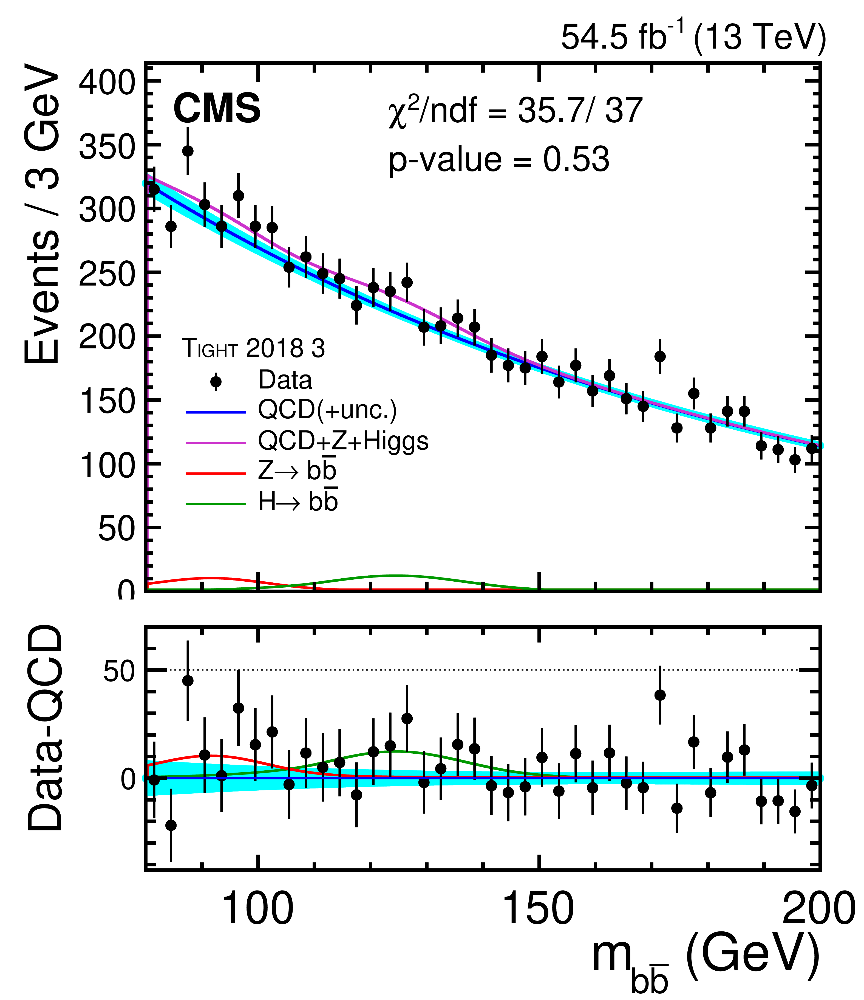 54.5 fb⁻¹ (13 TeV)
Events / 3 GeV
400
350
300
250
200
150
100
50
0
CMS
χ²/ndf = 35.7/ 37
p-value = 0.53
TIGHT 2018 3
Data
QCD(+unc.)
QCD+Z+Higgs
Z→ bb̅
H→ bb̅
Data-QCD
50
0
100 150 200
m_bb̅ (GeV)